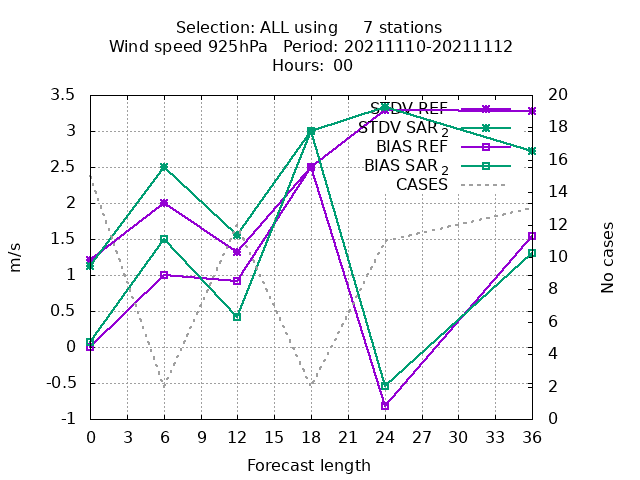 Selection: ALL using 7 stations
Wind speed 925hPa Period: 20211110-20211112
Hours: 00
3.5
3
2.5
2
1.5
1
0.5
0
-0.5
-1
m/s
STDV REF
STDV SAR2
BIAS REF
BIAS SAR2
CASES
20
18
16
14
12
10
8
6
4
2
0
No cases
0 3 6 9 12 15 18 21 24 27 30 33 36
Forecast length